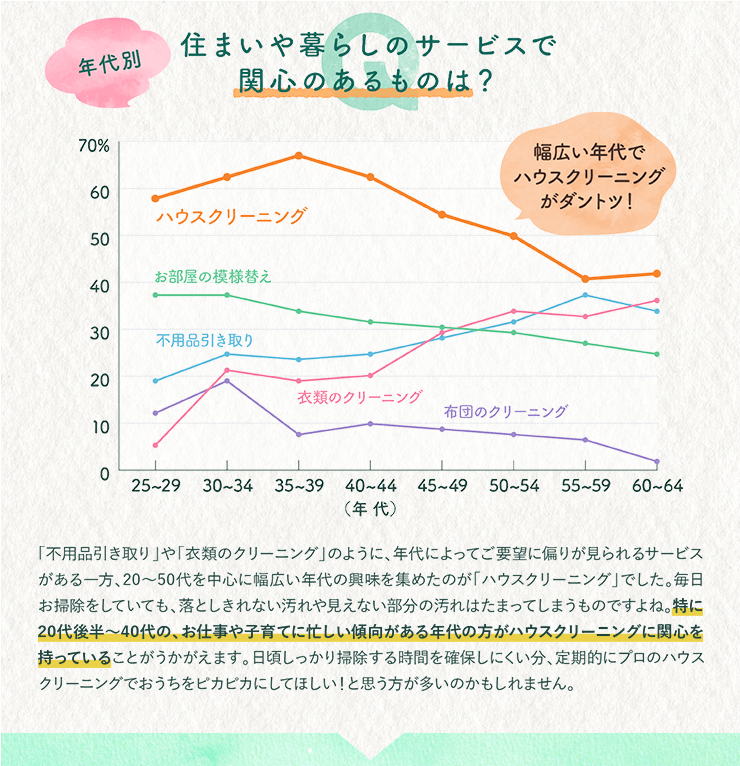 年代別
住まいや暮らしのサービスで
関心のあるものは？
Q
幅広い年代で
ハウスクリーニング
がダントツ！
70%
60
50
40
30
20
10
0
ハウスクリーニング
お部屋の模様替え
不用品引き取り
衣類のクリーニング
布団のクリーニング
25~29 30~34 35~39 40~44 45~49 50~54 55~59 60~64
（年 代）
「不用品引き取り」や「衣類のクリーニング」のように、年代によってご要望に偏りが見られるサービス
がある一方、20〜50代を中心に幅広い年代の興味を集めたのが「ハウスクリーニング」でした。毎日
お掃除をしていても、落としきれない汚れや見えない部分の汚れはたまってしまうものですよね。特に
20代後半〜40代の、お仕事や子育てに忙しい傾向がある年代の方がハウスクリーニングに関心を
持っていることがうかがえます。日頃しっかり掃除する時間を確保しにくい分、定期的にプロのハウス
クリーニングでおうちをピカピカにしてほしい！と思う方が多いのかもしれません。